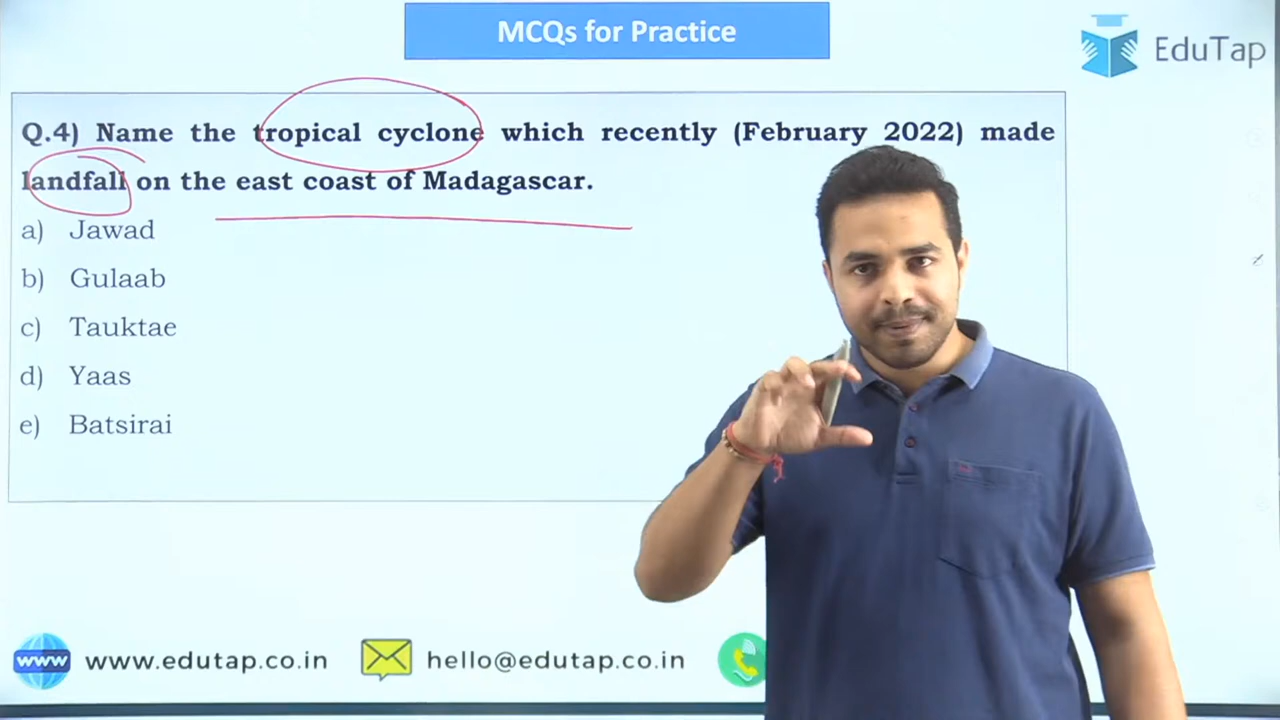 MCQs for Practice
EduTap
Q.4) Name the tropical cyclone which recently (February 2022) made
landfall on the east coast of Madagascar.
a) Jawad
b) Gulaab
c) Tauktae
d) Yaas
e) Batsirai
www www.edutap.co.in hello@edutap.co.in